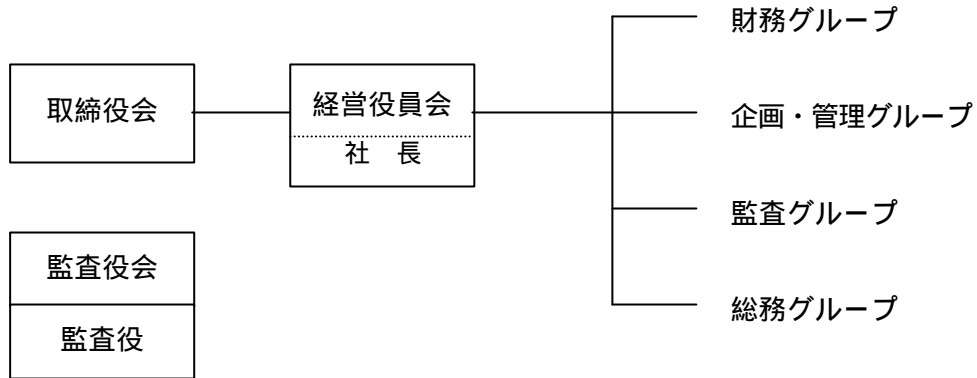 取締役会
経営役員会
社　長
財務グループ
企画・管理グループ
監査グループ
総務グループ
監査役会
監査役